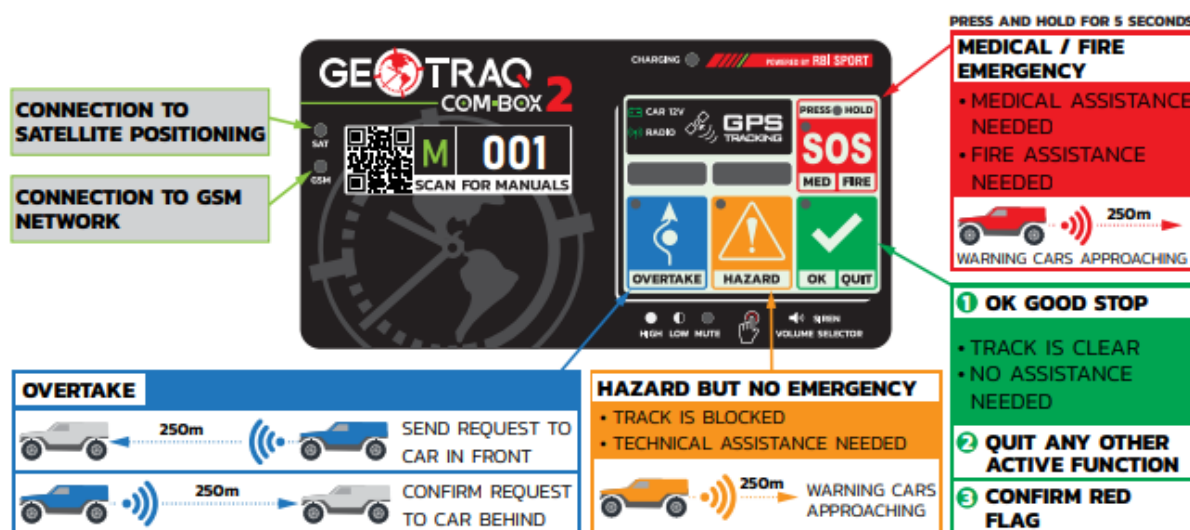 PRESS AND HOLD FOR 5 SECONDS
MEDICAL / FIRE
EMERGENCY
• MEDICAL ASSISTANCE
NEEDED
• FIRE ASSISTANCE
NEEDED
250m
WARNING CARS APPROACHING
CONNECTION TO
SATELLITE POSITIONING
CONNECTION TO GSM
NETWORK
GEOTRAQ
COM-BOX 2
CHARGING
POWERED BY RBI SPORT
SAT
GSM
M 001
SCAN FOR MANUALS
CAR 12V
RADIO
GPS
TRACKING
PRESS HOLD
SOS
MED FIRE
OVERTAKE
HAZARD
OK QUIT
HIGH LOW MUTE
SIREN
VOLUME SELECTOR
1 OK GOOD STOP
• TRACK IS CLEAR
• NO ASSISTANCE
NEEDED
2 QUIT ANY OTHER
ACTIVE FUNCTION
3 CONFIRM RED
FLAG
OVERTAKE
250m
SEND REQUEST TO
CAR IN FRONT
250m
CONFIRM REQUEST
TO CAR BEHIND
HAZARD BUT NO EMERGENCY
• TRACK IS BLOCKED
• TECHNICAL ASSISTANCE NEEDED
250m
WARNING CARS
APPROACHING